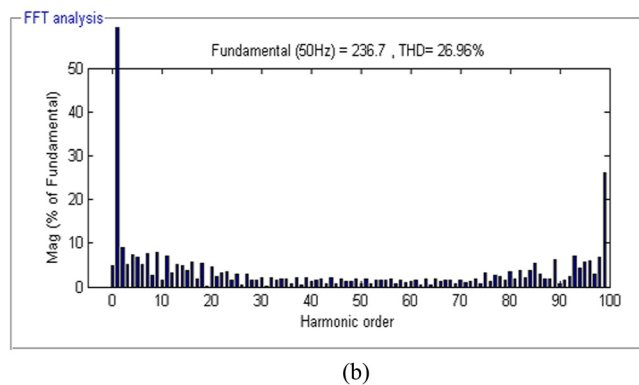 FFT analysis
Fundamental (50Hz) = 236.7 , THD= 26.96%
Mag (% of Fundamental)
50
40
30
20
10
0
0 10 20 30 40 50 60 70 80 90 100
Harmonic order
(b)